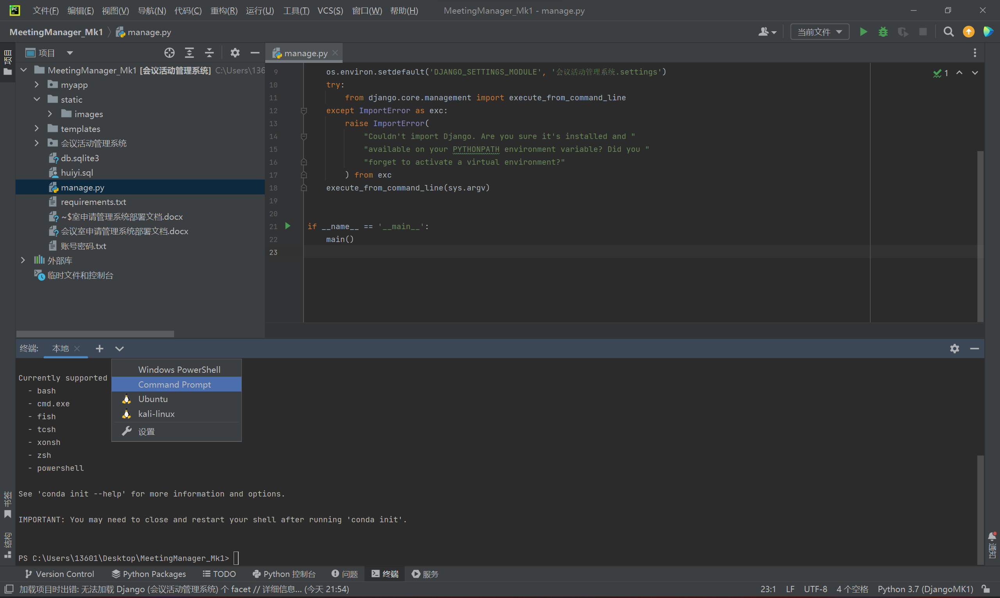 PC 文件(F) 编辑(E) 视图(V) 导航(N) 代码(C) 重构(R) 运行(U) 工具(T) VCS(S) 窗口(W) 帮助(H) MeetingManager_Mk1 - manage.py
MeetingManager_Mk1 manage.py 当前文件
项目
项目
manage.py
MeetingManager_Mk1 [会议活动管理系统] C:\Users\136
myapp
static
images
templates
会议活动管理系统
db.sqlite3
huiyi.sql
manage.py
requirements.txt
~$室申请管理系统部署文档.docx
会议室申请管理系统部署文档.docx
账号密码.txt
外部库
临时文件和控制台
9 os.environ.setdefault('DJANGO_SETTINGS_MODULE', '会议活动管理系统.settings')
1
10 try:
11 from django.core.management import execute_from_command_line
12 except ImportError as exc:
13 raise ImportError(
14 "Couldn't import Django. Are you sure it's installed and "
15 "available on your PYTHONPATH environment variable? Did you "
16 "forget to activate a virtual environment?"
17 ) from exc
18 execute_from_command_line(sys.argv)
19
20
21 if __name__ == '__main__':
22 main()
23
终端: 本地
Windows PowerShell
Command Prompt
Ubuntu
kali-linux
设置
Currently supported
- bash
- cmd.exe
- fish
- tcsh
- xonsh
- zsh
- powershell
See 'conda init --help' for more information and options.
IMPORTANT: You may need to close and restart your shell after running 'conda init'.
PS C:\Users\13601\Desktop\MeetingManager_Mk1>
书签
结构
通知
Version Control Python Packages TODO Python 控制台 问题 终端 服务
加载项目时出错: 无法加载 Django (会议活动管理系统) 个 facet // 详细信息... (今天 21:54) 23:1 LF UTF-8 4 个空格 Python 3.7 (DjangoMK1)